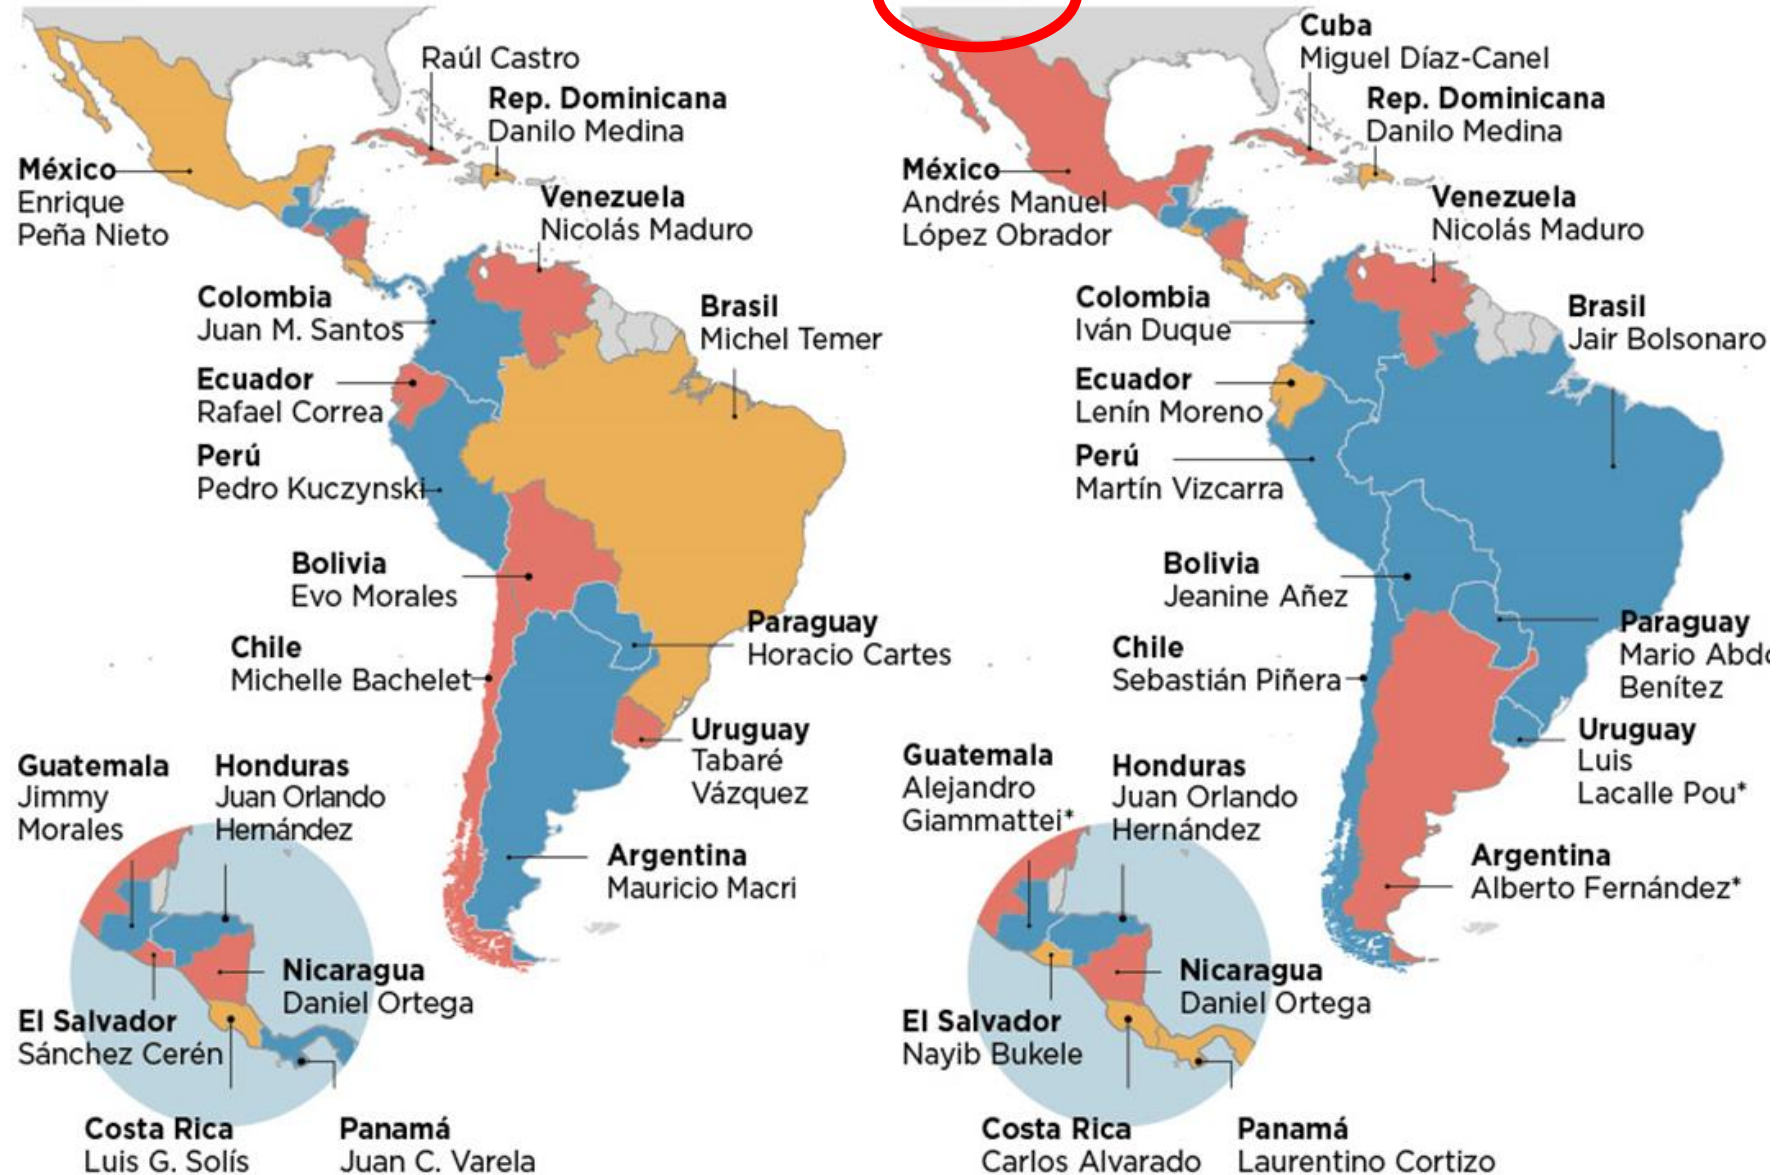 Raúl Castro
Rep. Dominicana
Danilo Medina
México
Enrique
Peña Nieto
Venezuela
Nicolás Maduro
Colombia
Juan M. Santos
Brasil
Michel Temer
Ecuador
Rafael Correa
Perú
Pedro Kuczynski
Bolivia
Evo Morales
Paraguay
Horacio Cartes
Chile
Michelle Bachelet
Uruguay
Tabaré
Vázquez
Guatemala
Jimmy
Morales
Honduras
Juan Orlando
Hernández
Argentina
Mauricio Macri
Nicaragua
Daniel Ortega
El Salvador
Sánchez Cerén
Costa Rica
Luis G. Solís
Panamá
Juan C. Varela
Cuba
Miguel Díaz-Canel
Rep. Dominicana
Danilo Medina
México
Andrés Manuel
López Obrador
Venezuela
Nicolás Maduro
Colombia
Iván Duque
Brasil
Jair Bolsonaro
Ecuador
Lenín Moreno
Perú
Martín Vizcarra
Bolivia
Jeanine Añez
Paraguay
Mario Abdo
Benítez
Chile
Sebastián Piñera
Uruguay
Luis
Lacalle Pou*
Guatemala
Alejandro
Giammattei*
Honduras
Juan Orlando
Hernández
Argentina
Alberto Fernández*
Nicaragua
Daniel Ortega
El Salvador
Nayib Bukele
Costa Rica
Carlos Alvarado
Panamá
Laurentino Cortizo